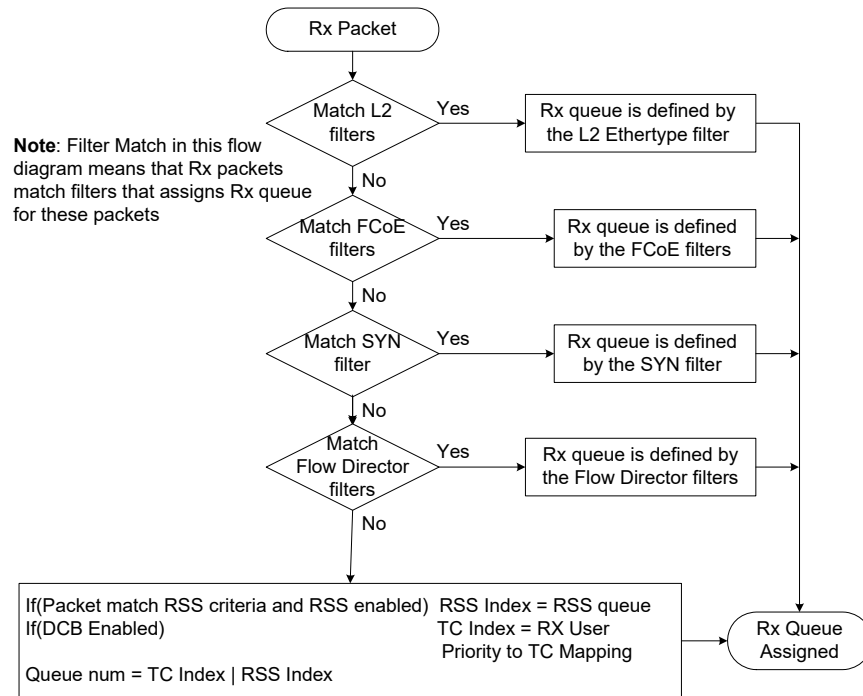 Rx Packet
Match L2
filters
Yes
Rx queue is defined by
the L2 Ethertype filter
Note: Filter Match in this flow
diagram means that Rx packets
match filters that assigns Rx queue
for these packets
No
Match FCoE
filters
Yes
Rx queue is defined
by the FCoE filters
No
Match SYN
filter
Yes
Rx queue is defined
by the SYN filter
No
Match
Flow Director
filters
Yes
Rx queue is defined by
the Flow Director filters
No
If(Packet match RSS criteria and RSS enabled) RSS Index = RSS queue
If(DCB Enabled) TC Index = RX User
Priority to TC Mapping
Queue num = TC Index | RSS Index
Rx Queue
Assigned